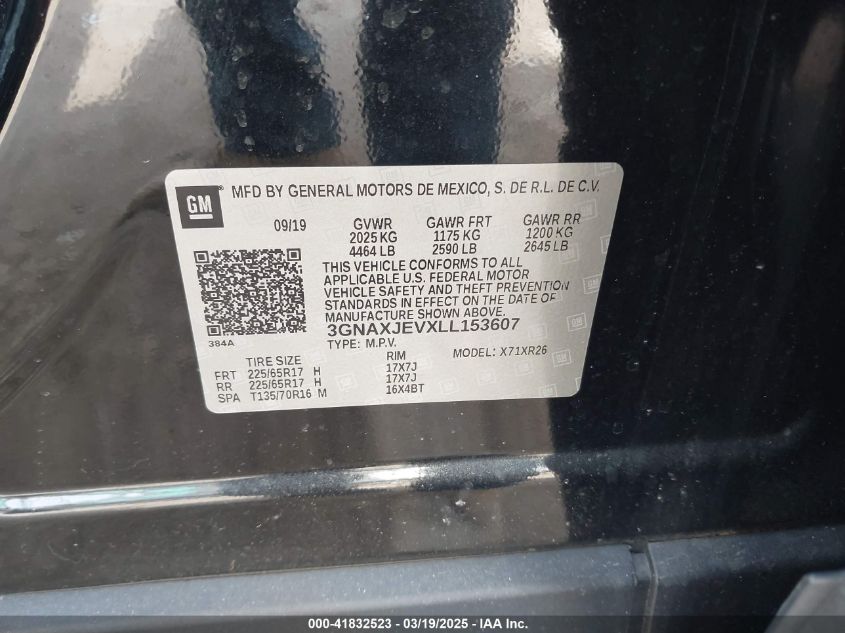 GM
MFD BY GENERAL MOTORS DE MEXICO, S. DE R.L. DE C.V.
09/19 GVWR GAWR FRT GAWR RR
2025 KG 1175 KG 1200 KG
4464 LB 2590 LB 2645 LB
THIS VEHICLE CONFORMS TO ALL
APPLICABLE U.S. FEDERAL MOTOR
VEHICLE SAFETY AND THEFT PREVENTION
STANDARDS IN EFFECT ON THE DATE OF
MANUFACTURE SHOWN ABOVE.
3GNAXJEVXLL153607
384A
TYPE: M.P.V. MODEL: X71XR26
TIRE SIZE RIM
FRT 225/65R17 H 17X7J
RR 225/65R17 H 17X7J
SPA T135/70R16 M 16X4BT
000-41832523 - 03/19/2025 - IAA Inc.